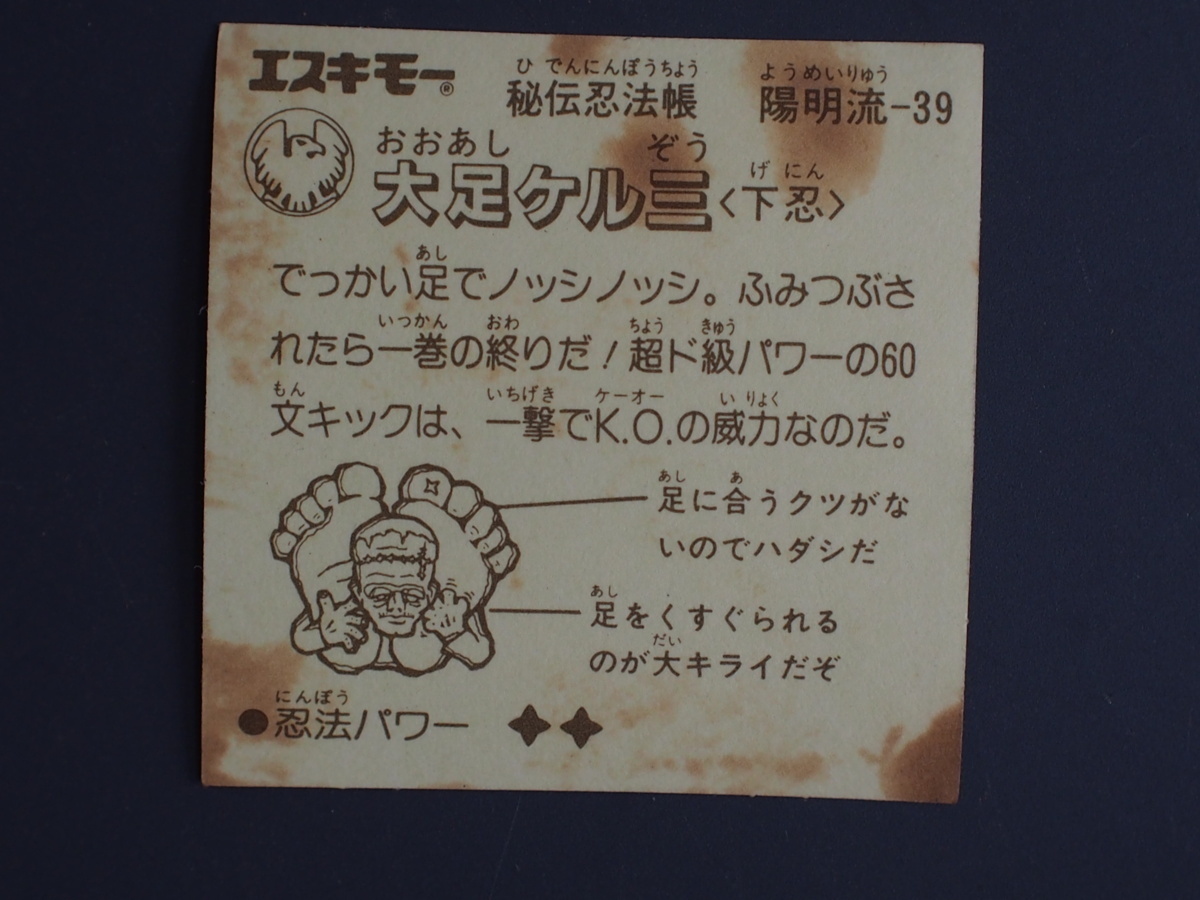 エスキモー®
ひでんにんぽうちょう ようめいりゅう
秘伝忍法帳 陽明流-39
おおあし ぞう げにん
大足ケル三〈下忍〉
あし
でっかい足でノッシノッシ。ふみつぶさ
いっかん おわ ちょう きゅう
れたら一巻の終りだ！超ド級パワーの60
もん いちげき ケーオー いりょく
文キックは、一撃でK.O.の威力なのだ。
あし あ
足に合うクツがな
いのでハダシだ
あし
足をくすぐられる
だい
のが大キライだぞ
にんぽう
●忍法パワー ✦✦